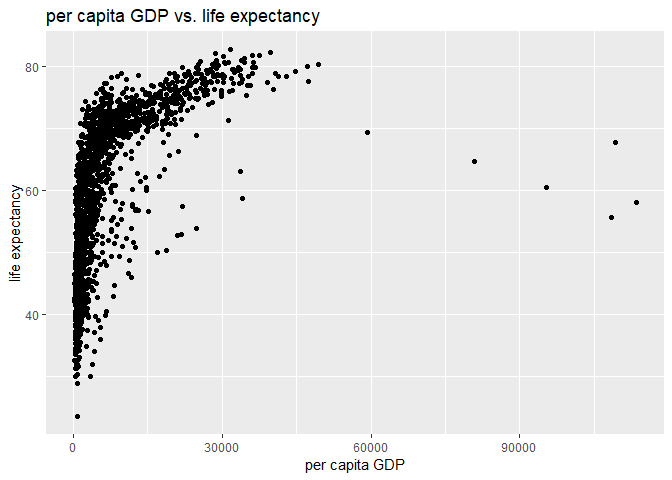 per capita GDP vs. life expectancy
life expectancy
80
60
40
0 30000 60000 90000
per capita GDP